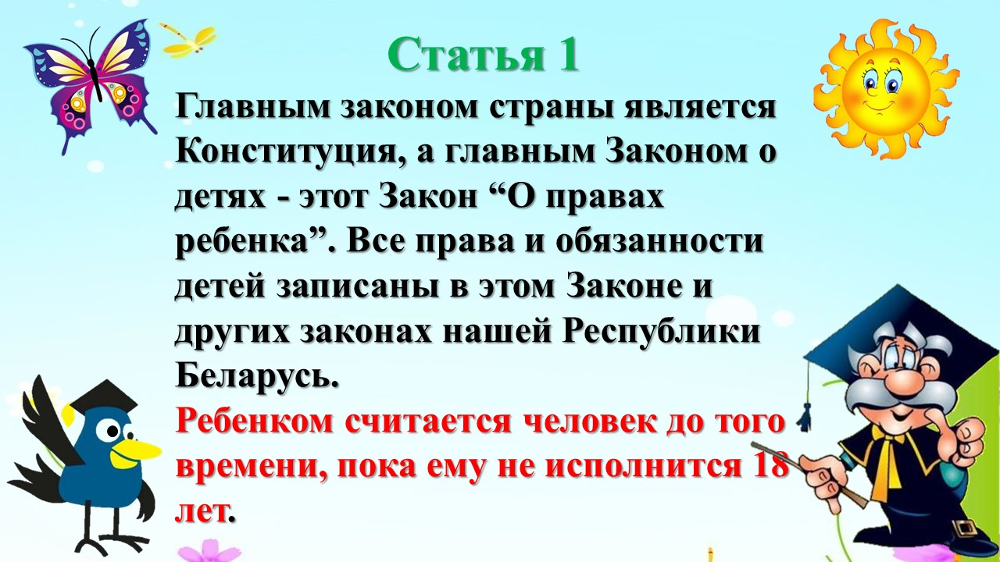 Статья 1
Главным законом страны является
Конституция, а главным Законом о
детях - этот Закон “О правах
ребенка”. Все права и обязанности
детей записаны в этом Законе и
других законах нашей Республики
Беларусь.
Ребенком считается человек до того
времени, пока ему не исполнится 18
лет.